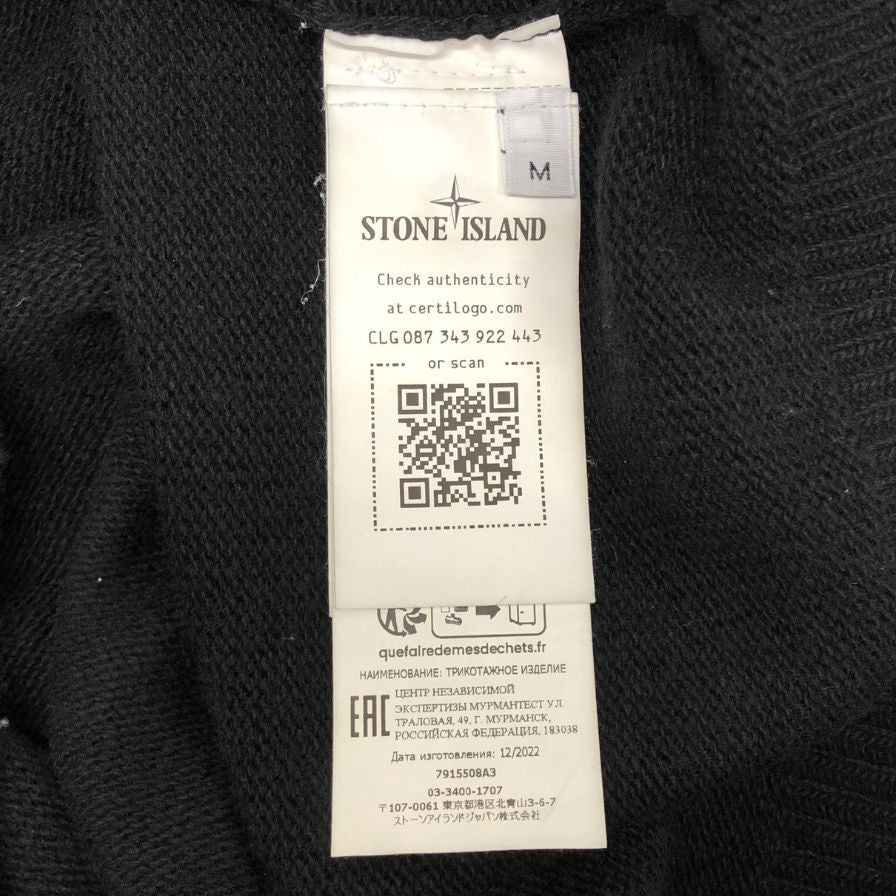 M
STONE ISLAND
Check authenticity
at certilogo.com
CLG 087 343 922 443
or scan
quefairedemesdechets.fr
НАИМЕНОВАНИЕ: ТРИКОТАЖНОЕ ИЗДЕЛИЕ
EAC
ЦЕНТР НЕЗАВИСИМОЙ
ЭКСПЕРТИЗЫ МУРМАНТЕСТ УЛ.
ТРАЛОВАЯ, 49, Г. МУРМАНСК,
РОССИЙСКАЯ ФЕДЕРАЦИЯ, 183038
Дата изготовления: 12/2022
7915508A3
03-3400-1707
〒107-0061 東京都港区北青山3-6-7
ストーンアイランドジャパン株式会社